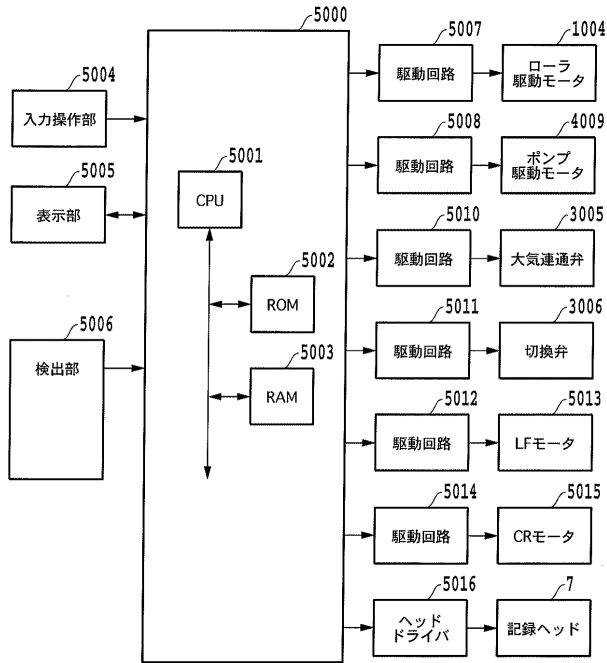 5000
5004
入力操作部
5005
表示部
5006
検出部
5001
CPU
5002
ROM
5003
RAM
5007
駆動回路
1004
ローラ
駆動モータ
5008
駆動回路
4009
ポンプ
駆動モータ
5010
駆動回路
3005
大気連通弁
5011
駆動回路
3006
切換弁
5012
駆動回路
5013
LFモータ
5014
駆動回路
5015
CRモータ
5016
ヘッド
ドライバ
7
記録ヘッド